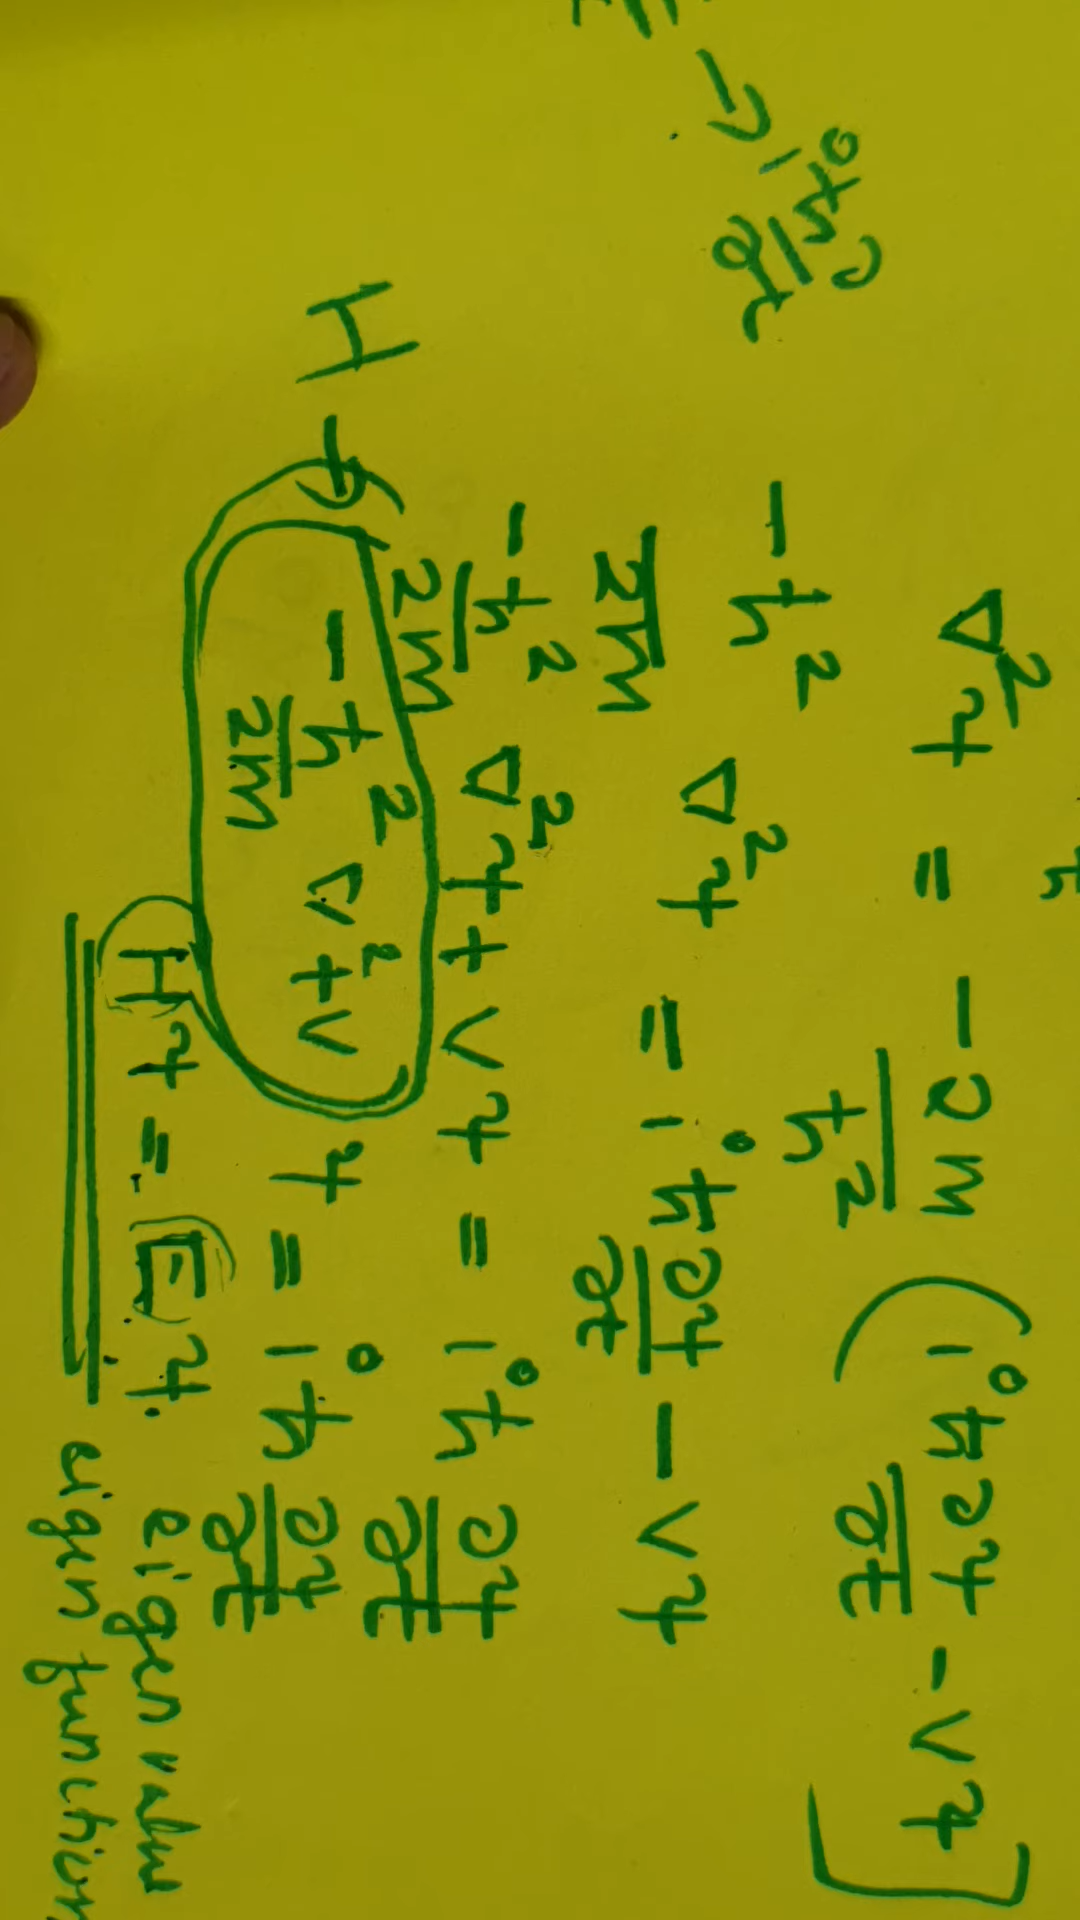 ħ
∇²ψ = -2m/ħ² (iħ ∂ψ/∂t - Vψ]
-ħ²/2m ∇²ψ = iħ ∂ψ/∂t - Vψ
-ħ²/2m ∇²ψ + Vψ = iħ ∂ψ/∂t
H → (-ħ²/2m ∇² + V) ψ = iħ ∂ψ/∂t
Hψ = Eψ. eigen value
eigen function